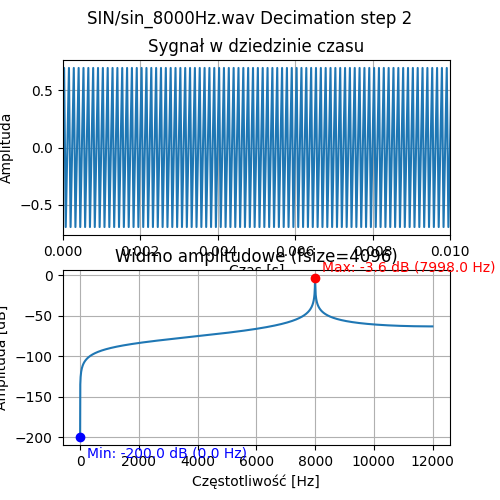 SIN/sin_8000Hz.wav Decimation step 2
Sygnał w dziedzinie czasu
Amplituda
0.5
0.0
−0.5
0.000 0.002 0.004 0.006 0.008 0.010
Czas [s]
Widmo amplitudowe (fsize=4096)
Max: -3.6 dB (7998.0 Hz)
Amplituda [dB]
0
−50
−100
−150
−200
Min: -200.0 dB (0.0 Hz)
0 2000 4000 6000 8000 10000 12000
Częstotliwość [Hz]